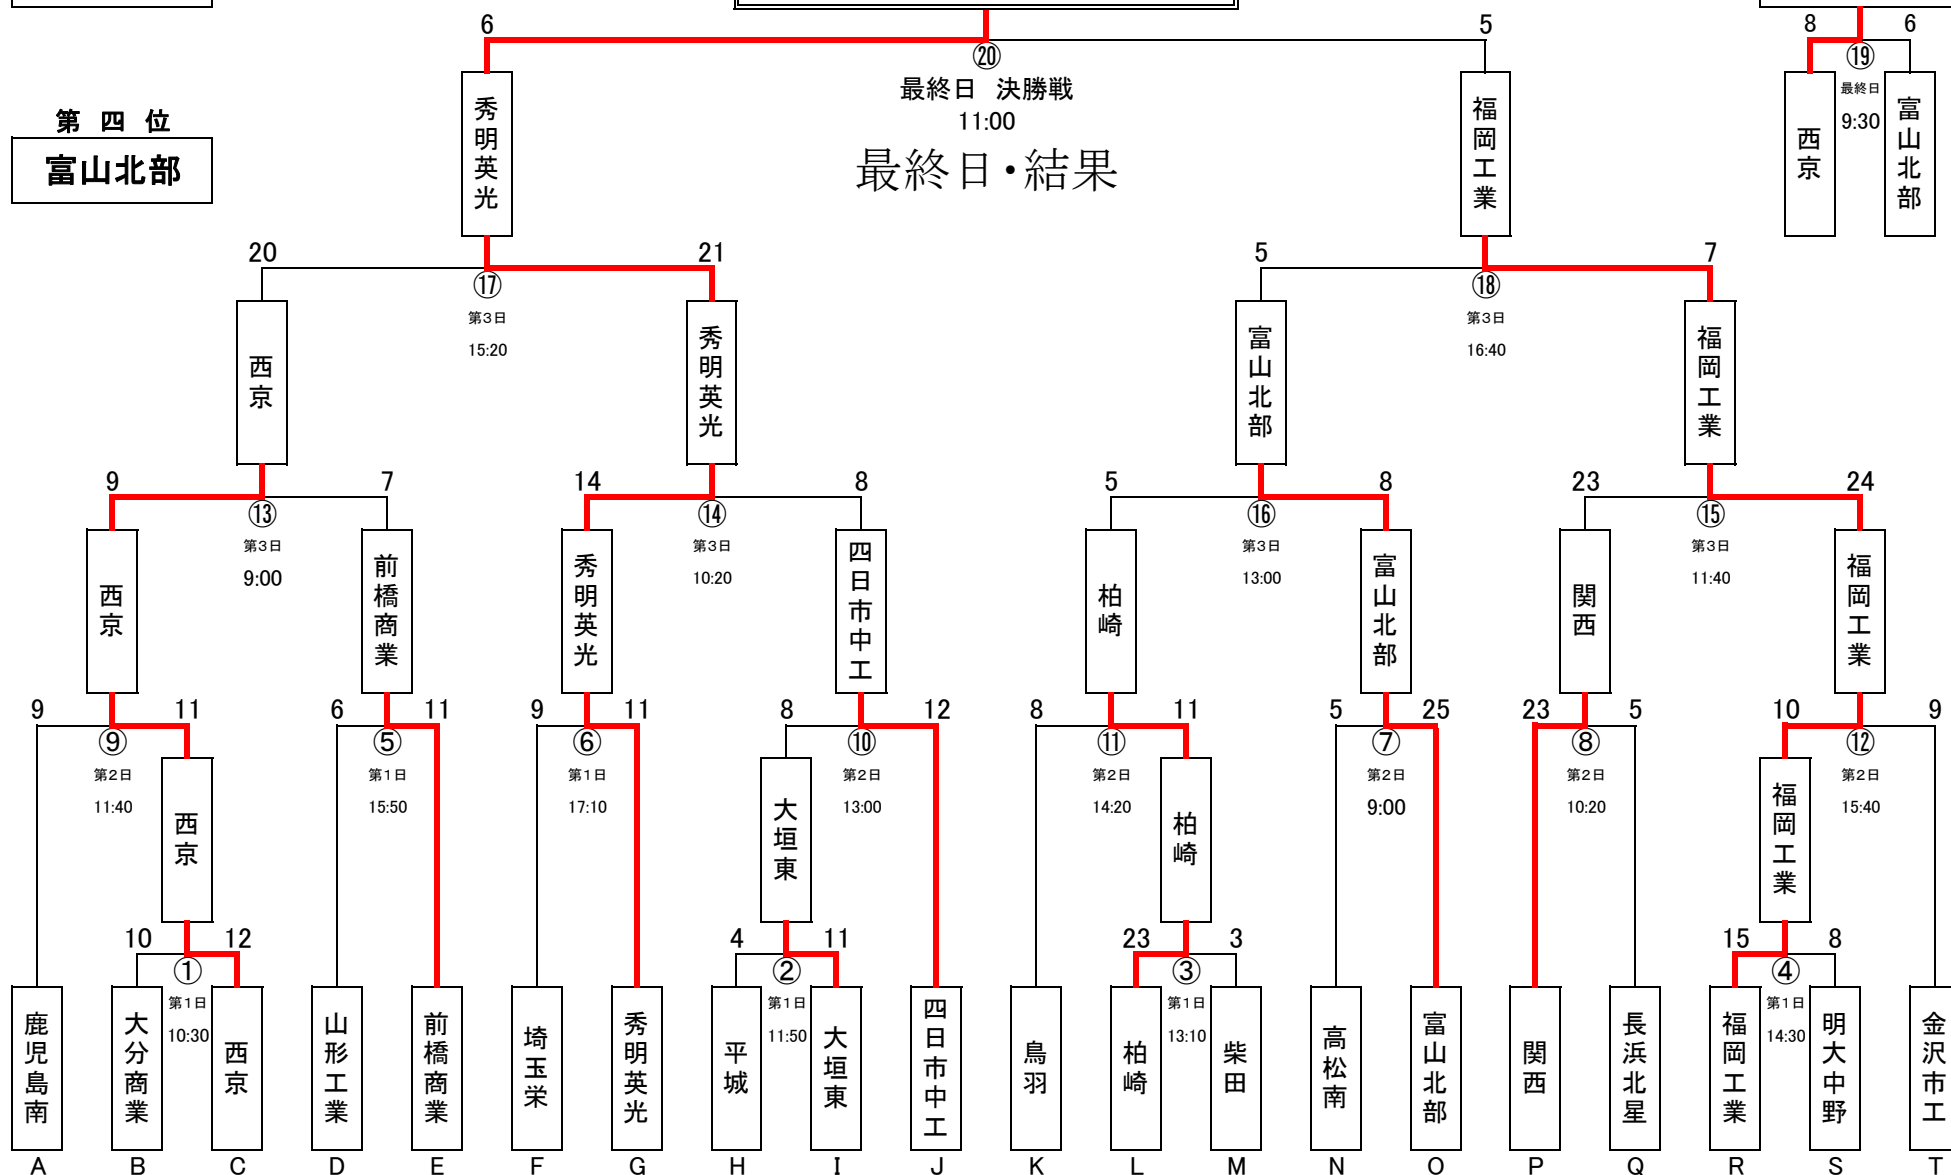 6 5 8 6
⑳ ⑲
最終日 決勝戦
11:00
最終日・結果
第四位
富山北部
秀明英光
福岡工業
最終日
9:30
西京
富山北部
20 21 5 7
⑰ ⑱
第3日 第3日
15:20 16:40
西京
秀明英光
富山北部
福岡工業
9 7 14 8 5 8 23 24
⑬ ⑭ ⑯ ⑮
第3日 第3日 第3日 第3日
9:00 10:20 13:00 11:40
西京
前橋商業
秀明英光
四日市中工
柏崎
富山北部
関西
福岡工業
9 11 6 11 9 11 8 12 8 11 5 25 23 5 10 9
⑨ ⑤ ⑥ ⑩ ⑪ ⑦ ⑧ ⑫
第2日 第1日 第1日 第2日 第2日 第2日 第2日 第2日
11:40 15:50 17:10 13:00 14:20 9:00 10:20 15:40
西京
大垣東
柏崎
福岡工業
10 12 4 11 23 3 15 8
① ② ③ ④
第1日 第1日 第1日 第1日
10:30 11:50 13:10 14:30
鹿児島南
大分商業
西京
山形工業
前橋商業
埼玉栄
秀明英光
平城
大垣東
四日市中工
鳥羽
柏崎
柴田
高松南
富山北部
関西
長浜北星
福岡工業
明大中野
金沢市工
A B C D E F G H I J K L M N O P Q R S T